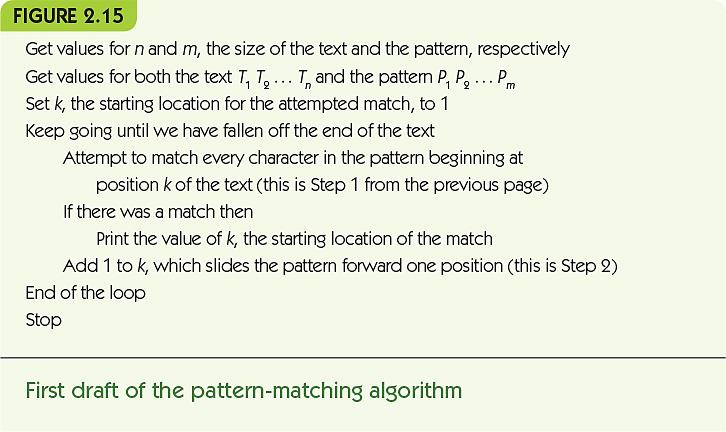 FIGURE 2.15
Get values for n and m, the size of the text and the pattern, respectively
Get values for both the text T₁ T₂ … Tₙ and the pattern P₁ P₂ … Pₘ
Set k, the starting location for the attempted match, to 1
Keep going until we have fallen off the end of the text
Attempt to match every character in the pattern beginning at
position k of the text (this is Step 1 from the previous page)
If there was a match then
Print the value of k, the starting location of the match
Add 1 to k, which slides the pattern forward one position (this is Step 2)
End of the loop
Stop
First draft of the pattern-matching algorithm